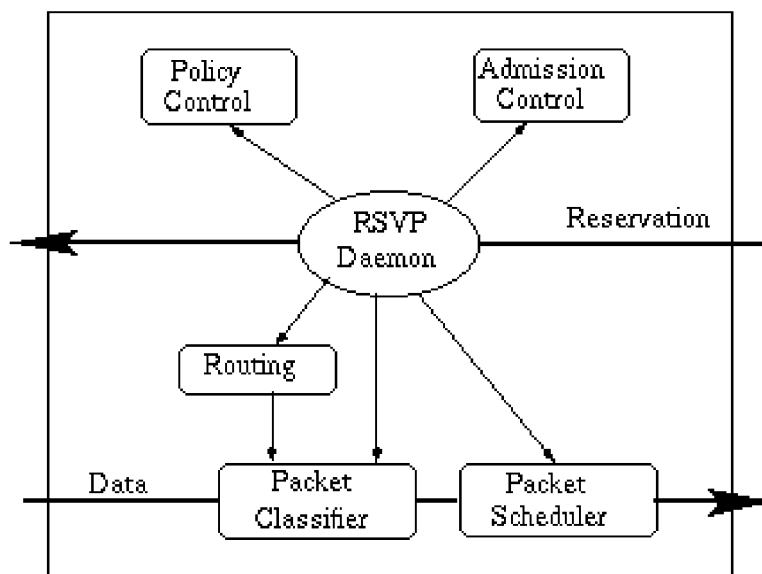 Policy
Control
Admission
Control
RSVP
Daemon
Reservation
Routing
Data
Packet
Classifier
Packet
Scheduler